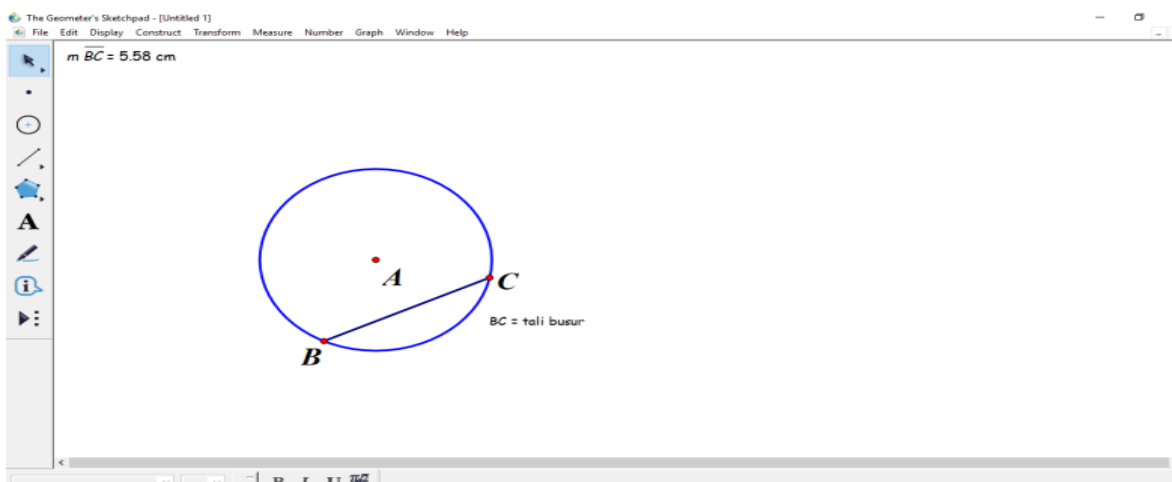 The Geometer's Sketchpad - [Untitled 1]
File Edit Display Construct Transform Measure Number Graph Window Help
m BC = 5.58 cm
A
A
C
BC = tali busur
B
B I U